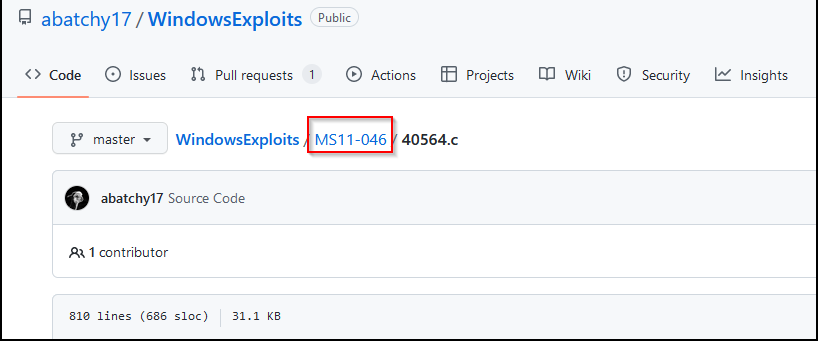 abatchy17 / WindowsExploits Public
Code Issues Pull requests 1 Actions Projects Wiki Security Insights
master WindowsExploits / MS11-046 / 40564.c
abatchy17 Source Code
1 contributor
810 lines (686 sloc) 31.1 KB